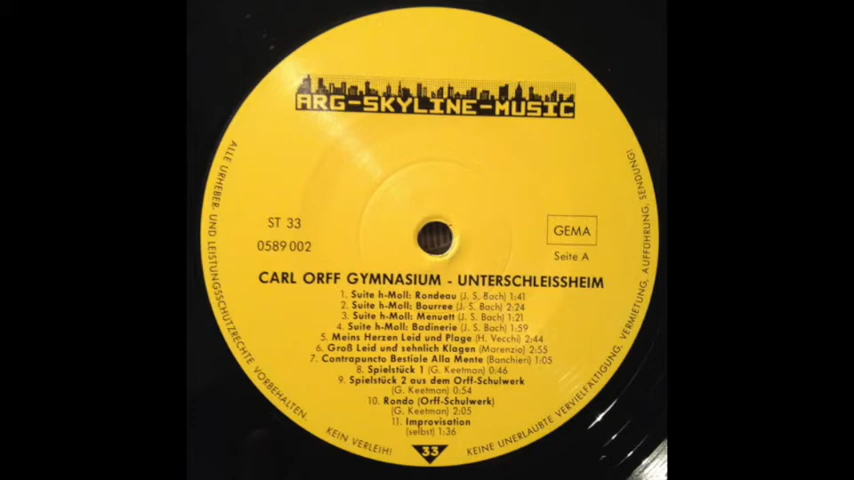 ARG-SKYLINE-MUSIC
ST 33
0589 002
GEMA
Seite A
CARL ORFF GYMNASIUM - UNTERSCHLEISSHEIM
1. Suite h-Moll: Rondeau (J. S. Bach) 1:41
2. Suite h-Moll: Bourree (J. S. Bach) 2:24
3. Suite h-Moll: Menuett (J. S. Bach) 1:21
4. Suite h-Moll: Badinerie (J. S. Bach) 1:59
5. Meins Herzen Leid und Plage (H. Vecchi) 2:44
6. Groß Leid und sehnlich Klagen (Marenzio) 2:55
7. Contrapuncto Bestiale Alla Mente (Banchieri) 1:05
8. Spielstück 1 (G. Keetman) 0:46
9. Spielstück 2 aus dem Orff-Schulwerk
(G. Keetman) 0:54
10. Rondo (Orff-Schulwerk)
(G. Keetman) 2:05
11. Improvisation
(selbst) 1:36
33
ALLE URHEBER- UND LEISTUNGSSCHUTZRECHTE VORBEHALTEN.
KEIN VERLEIH!
KEINE UNERLAUBTE VERVIELFÄLTIGUNG, VERMIETUNG, AUFFÜHRUNG, SENDUNG!